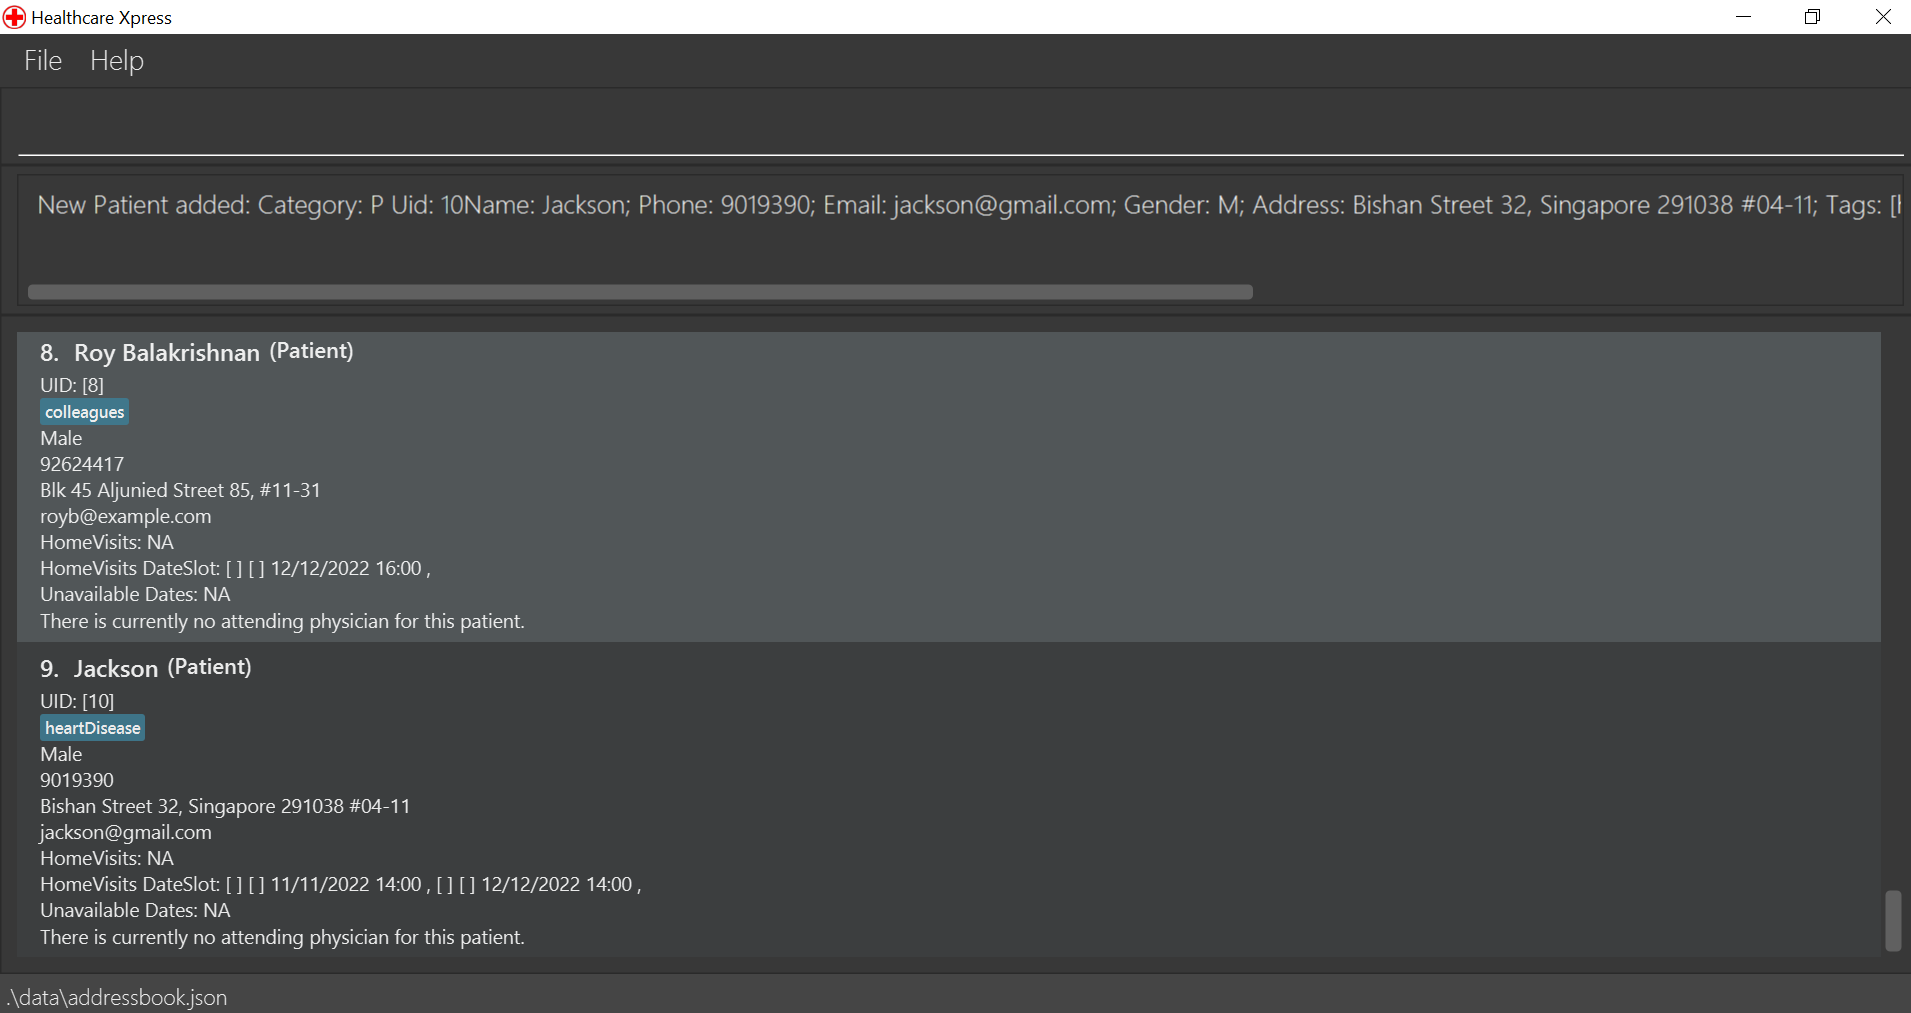 Healthcare Xpress
File Help
New Patient added: Category: P Uid: 10Name: Jackson; Phone: 9019390; Email: jackson@gmail.com; Gender: M; Address: Bishan Street 32, Singapore 291038 #04-11; Tags: [
8. Roy Balakrishnan (Patient)
UID: [8]
colleagues
Male
92624417
Blk 45 Aljunied Street 85, #11-31
royb@example.com
HomeVisits: NA
HomeVisits DateSlot: [ ] [ ] 12/12/2022 16:00 ,
Unavailable Dates: NA
There is currently no attending physician for this patient.
9. Jackson (Patient)
UID: [10]
heartDisease
Male
9019390
Bishan Street 32, Singapore 291038 #04-11
jackson@gmail.com
HomeVisits: NA
HomeVisits DateSlot: [ ] [ ] 11/11/2022 14:00 , [ ] [ ] 12/12/2022 14:00 ,
Unavailable Dates: NA
There is currently no attending physician for this patient.
.\data\addressbook.json